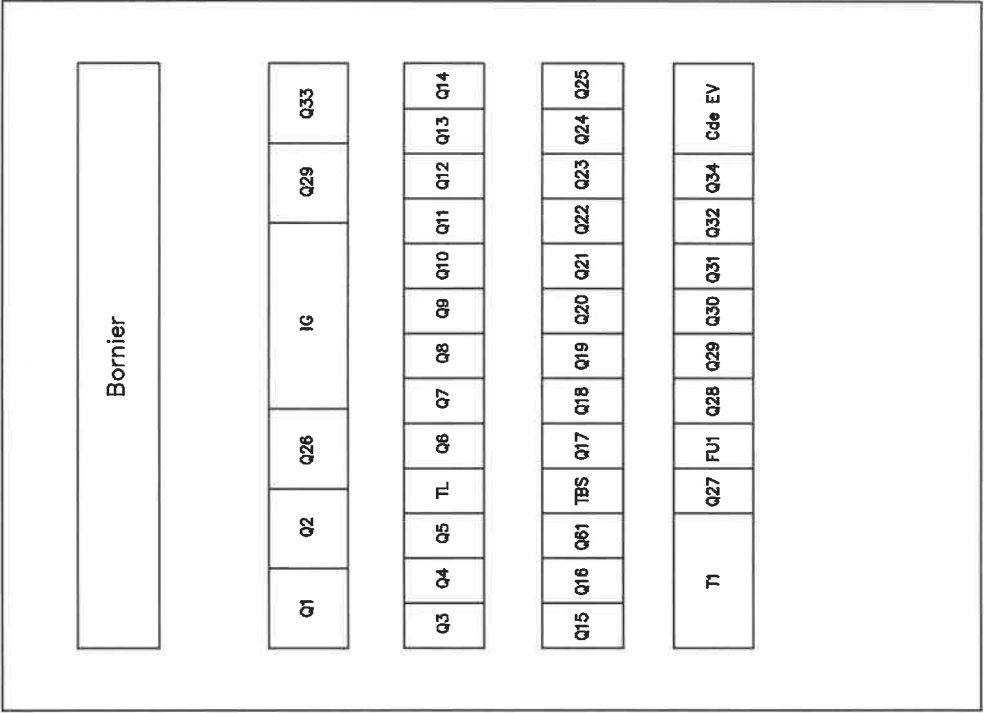 Bornier
Q1 Q2 Q26 IG Q29 Q33
Q3 Q4 Q5 TL Q6 Q7 Q8 Q9 Q10 Q11 Q12 Q13 Q14
Q15 Q16 Q61 TBS Q17 Q18 Q19 Q20 Q21 Q22 Q23 Q24 Q25
T1 Q27 FU1 Q28 Q29 Q30 Q31 Q32 Q34 Cde EV